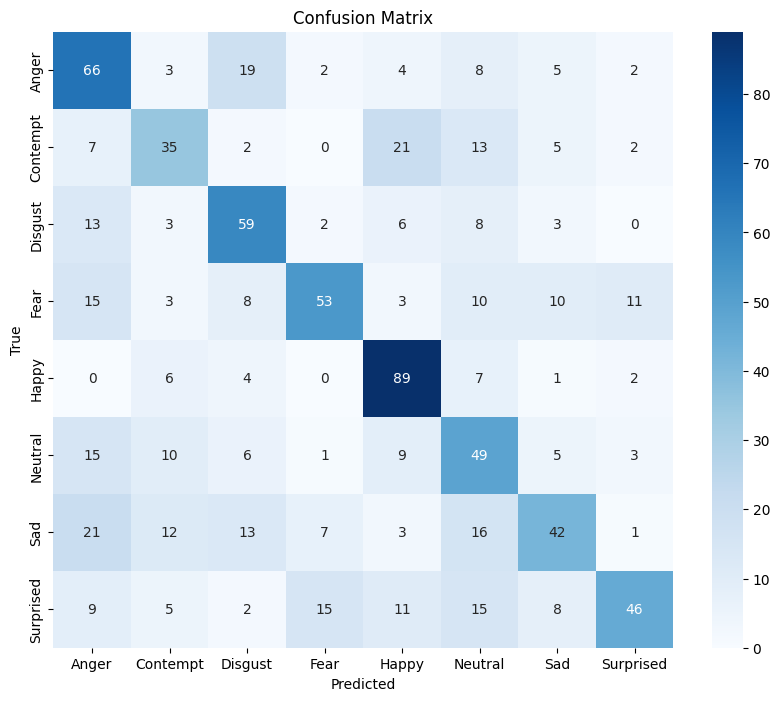 Confusion Matrix
Anger 66 3 19 2 4 8 5 2
Contempt 7 35 2 0 21 13 5 2
Disgust 13 3 59 2 6 8 3 0
Fear 15 3 8 53 3 10 10 11
Happy 0 6 4 0 89 7 1 2
Neutral 15 10 6 1 9 49 5 3
Sad 21 12 13 7 3 16 42 1
Surprised 9 5 2 15 11 15 8 46
True
Anger Contempt Disgust Fear Happy Neutral Sad Surprised
Predicted
80
70
60
50
40
30
20
10
0